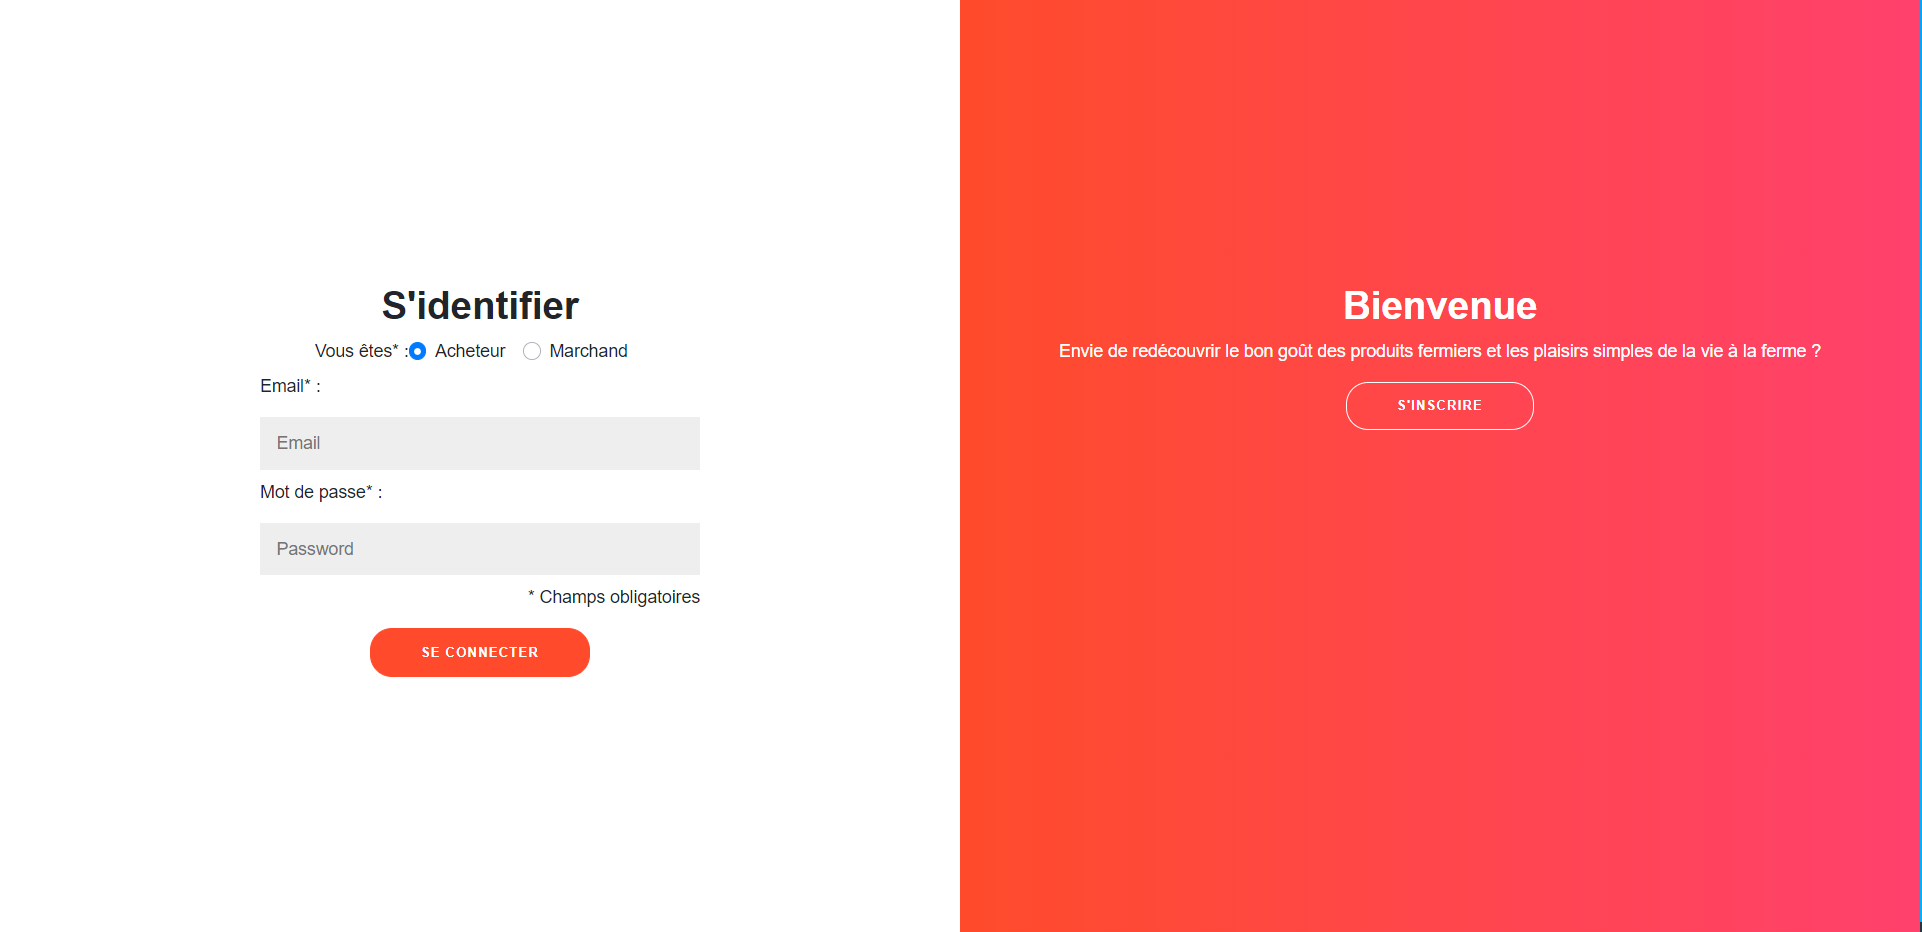 S'identifier
Vous êtes* : Acheteur Marchand
Email* :
Email
Mot de passe* :
Password
* Champs obligatoires
SE CONNECTER
Bienvenue
Envie de redécouvrir le bon goût des produits fermiers et les plaisirs simples de la vie à la ferme ?
S'INSCRIRE